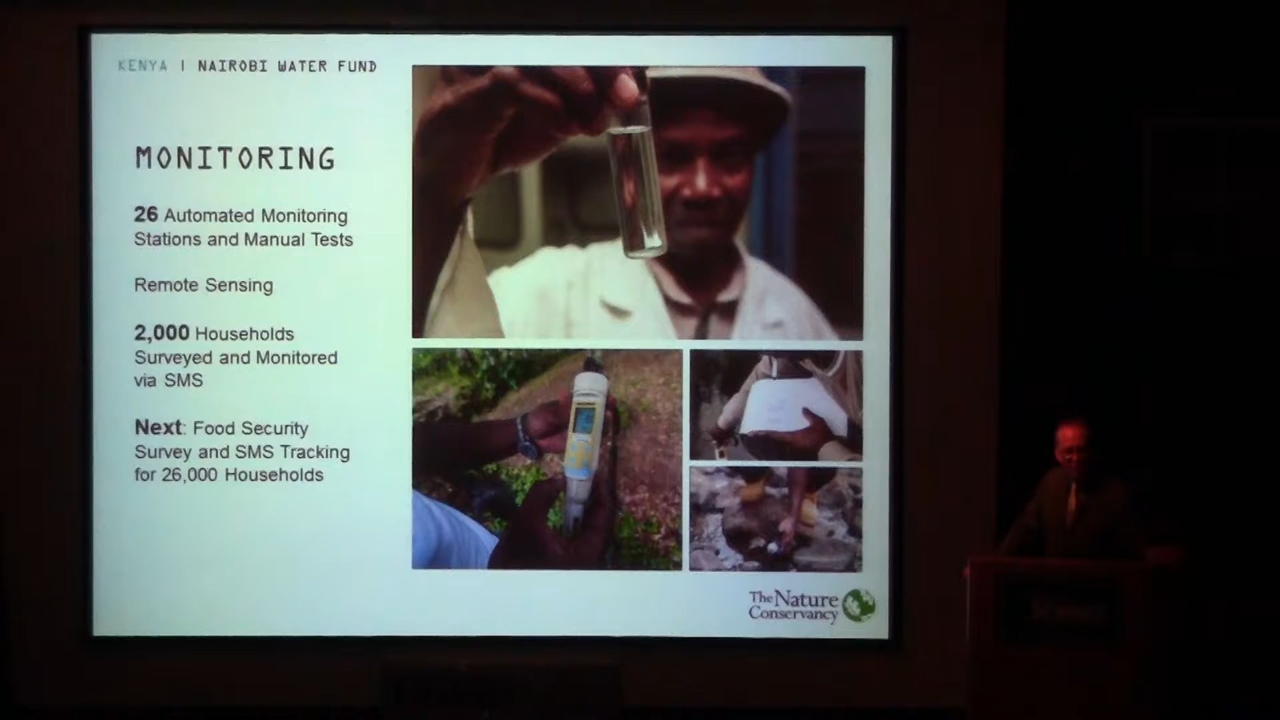 KENYA | NAIROBI WATER FUND
MONITORING
26 Automated Monitoring
Stations and Manual Tests
Remote Sensing
2,000 Households
Surveyed and Monitored
via SMS
Next: Food Security
Survey and SMS Tracking
for 26,000 Households
The Nature
Conservancy